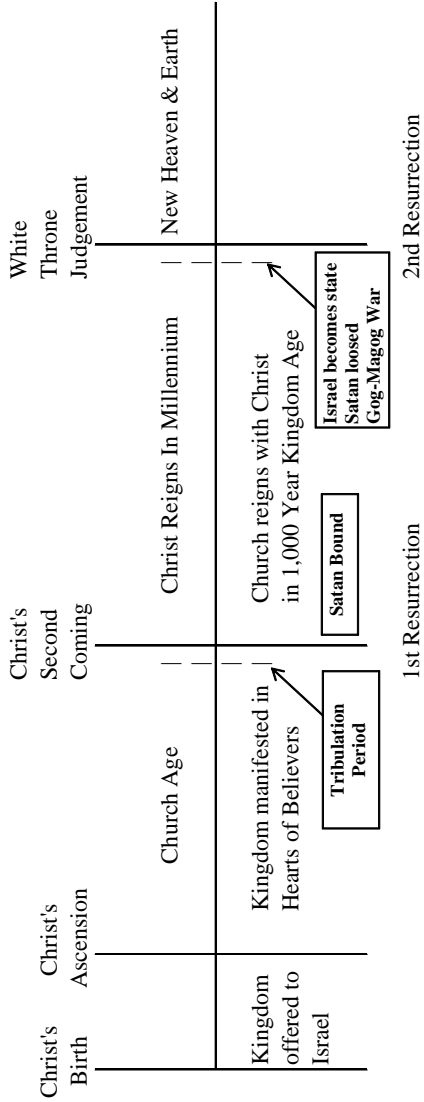 Christ's
Birth
Christ's
Ascension
Christ's
Second
Coming
White
Throne
Judgement
Church Age
Christ Reigns In Millennium
New Heaven & Earth
Kingdom
offered to
Israel
Kingdom manifested in
Hearts of Believers
Church reigns with Christ
in 1,000 Year Kingdom Age
Tribulation
Period
Satan Bound
Israel becomes state
Satan loosed
Gog-Magog War
1st Resurrection
2nd Resurrection